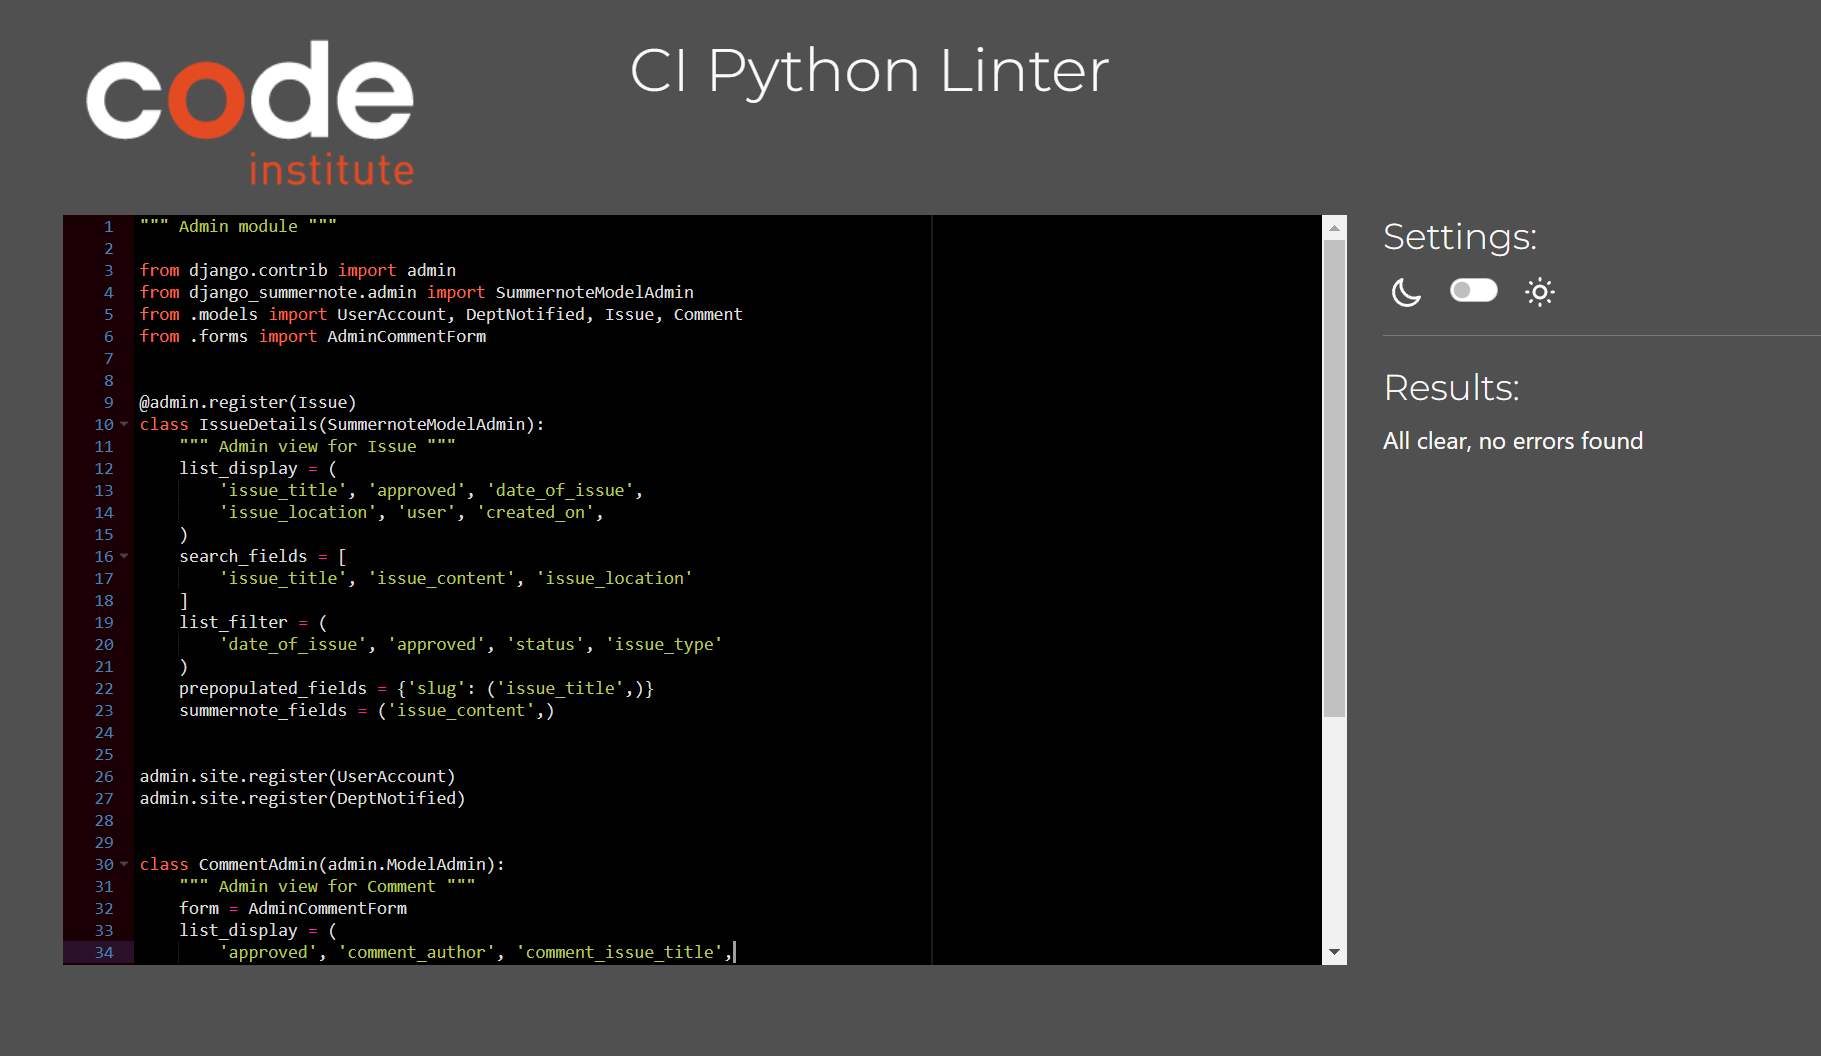 code
institute
CI Python Linter
1 """ Admin module """
2
3 from django.contrib import admin
4 from django_summernote.admin import SummernoteModelAdmin
5 from .models import UserAccount, DeptNotified, Issue, Comment
6 from .forms import AdminCommentForm
7
8
9 @admin.register(Issue)
10 class IssueDetails(SummernoteModelAdmin):
11     """ Admin view for Issue """
12     list_display = (
13         'issue_title', 'approved', 'date_of_issue',
14         'issue_location', 'user', 'created_on',
15     )
16     search_fields = [
17         'issue_title', 'issue_content', 'issue_location'
18     ]
19     list_filter = (
20         'date_of_issue', 'approved', 'status', 'issue_type'
21     )
22     prepopulated_fields = {'slug': ('issue_title',)}
23     summernote_fields = ('issue_content',)
24
25
26 admin.site.register(UserAccount)
27 admin.site.register(DeptNotified)
28
29
30 class CommentAdmin(admin.ModelAdmin):
31     """ Admin view for Comment """
32     form = AdminCommentForm
33     list_display = (
34         'approved', 'comment_author', 'comment_issue_title',
Settings:
Results:
All clear, no errors found